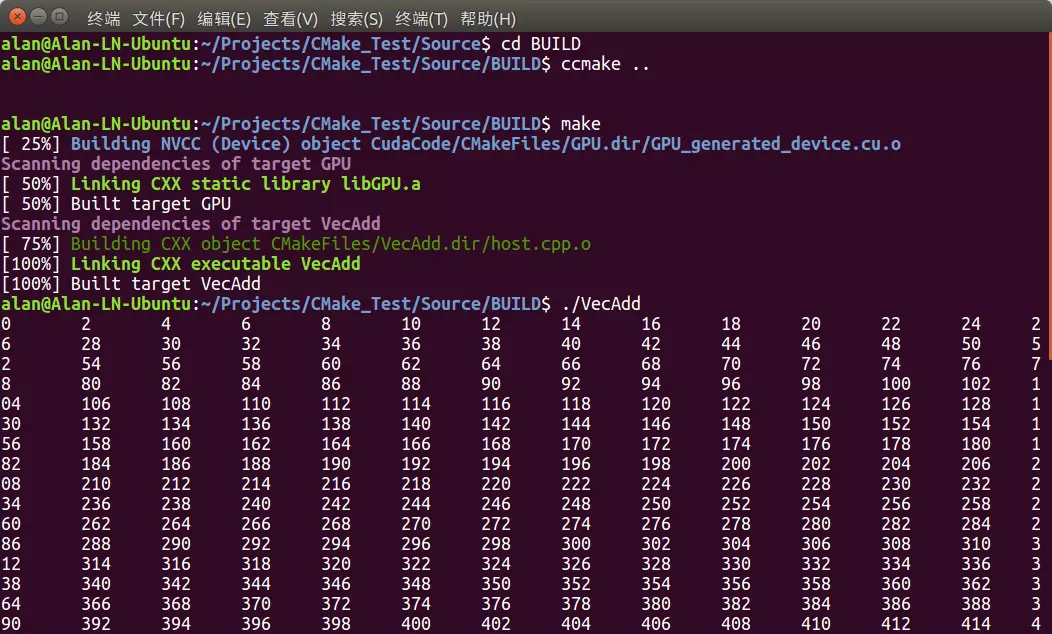 终端 文件(F) 编辑(E) 查看(V) 搜索(S) 终端(T) 帮助(H)
alan@Alan-LN-Ubuntu:~/Projects/CMake_Test/Source$ cd BUILD
alan@Alan-LN-Ubuntu:~/Projects/CMake_Test/Source/BUILD$ ccmake ..
alan@Alan-LN-Ubuntu:~/Projects/CMake_Test/Source/BUILD$ make
[ 25%] Building NVCC (Device) object CudaCode/CMakeFiles/GPU.dir/GPU_generated_device.cu.o
Scanning dependencies of target GPU
[ 50%] Linking CXX static library libGPU.a
[ 50%] Built target GPU
Scanning dependencies of target VecAdd
[ 75%] Building CXX object CMakeFiles/VecAdd.dir/host.cpp.o
[100%] Linking CXX executable VecAdd
[100%] Built target VecAdd
alan@Alan-LN-Ubuntu:~/Projects/CMake_Test/Source/BUILD$ ./VecAdd
0 2 4 6 8 10 12 14 16 18 20 22 24 2
6 28 30 32 34 36 38 40 42 44 46 48 50 5
2 54 56 58 60 62 64 66 68 70 72 74 76 7
8 80 82 84 86 88 90 92 94 96 98 100 102 1
04 106 108 110 112 114 116 118 120 122 124 126 128 1
30 132 134 136 138 140 142 144 146 148 150 152 154 1
56 158 160 162 164 166 168 170 172 174 176 178 180 1
82 184 186 188 190 192 194 196 198 200 202 204 206 2
08 210 212 214 216 218 220 222 224 226 228 230 232 2
34 236 238 240 242 244 246 248 250 252 254 256 258 2
60 262 264 266 268 270 272 274 276 278 280 282 284 2
86 288 290 292 294 296 298 300 302 304 306 308 310 3
12 314 316 318 320 322 324 326 328 330 332 334 336 3
38 340 342 344 346 348 350 352 354 356 358 360 362 3
64 366 368 370 372 374 376 378 380 382 384 386 388 3
90 392 394 396 398 400 402 404 406 408 410 412 414 4